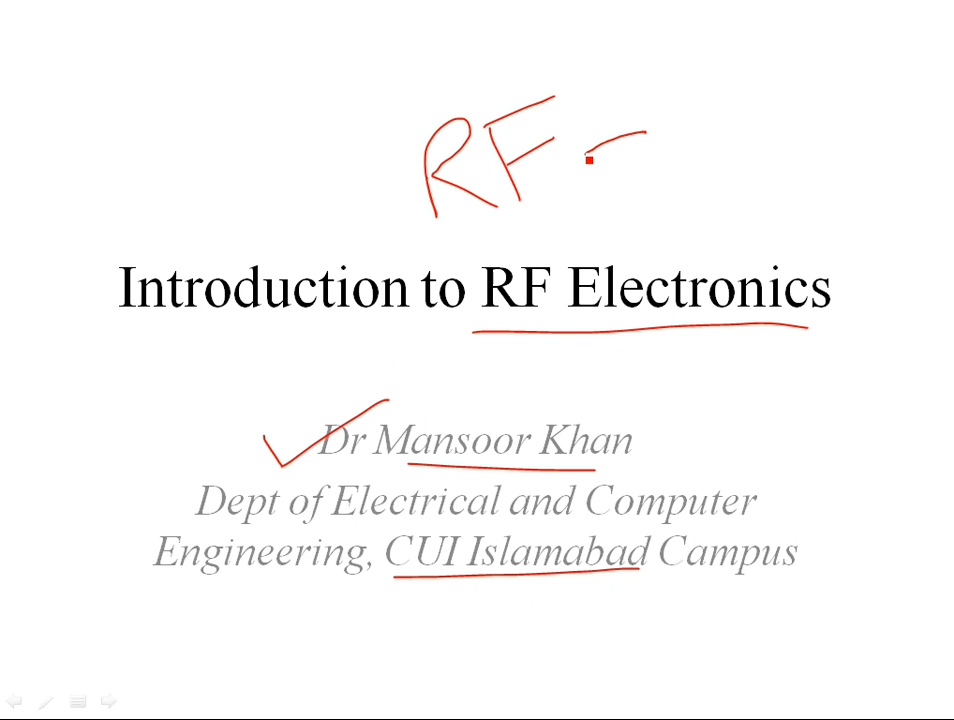 RF
Introduction to RF Electronics
Dr Mansoor Khan
Dept of Electrical and Computer
Engineering, CUI Islamabad Campus